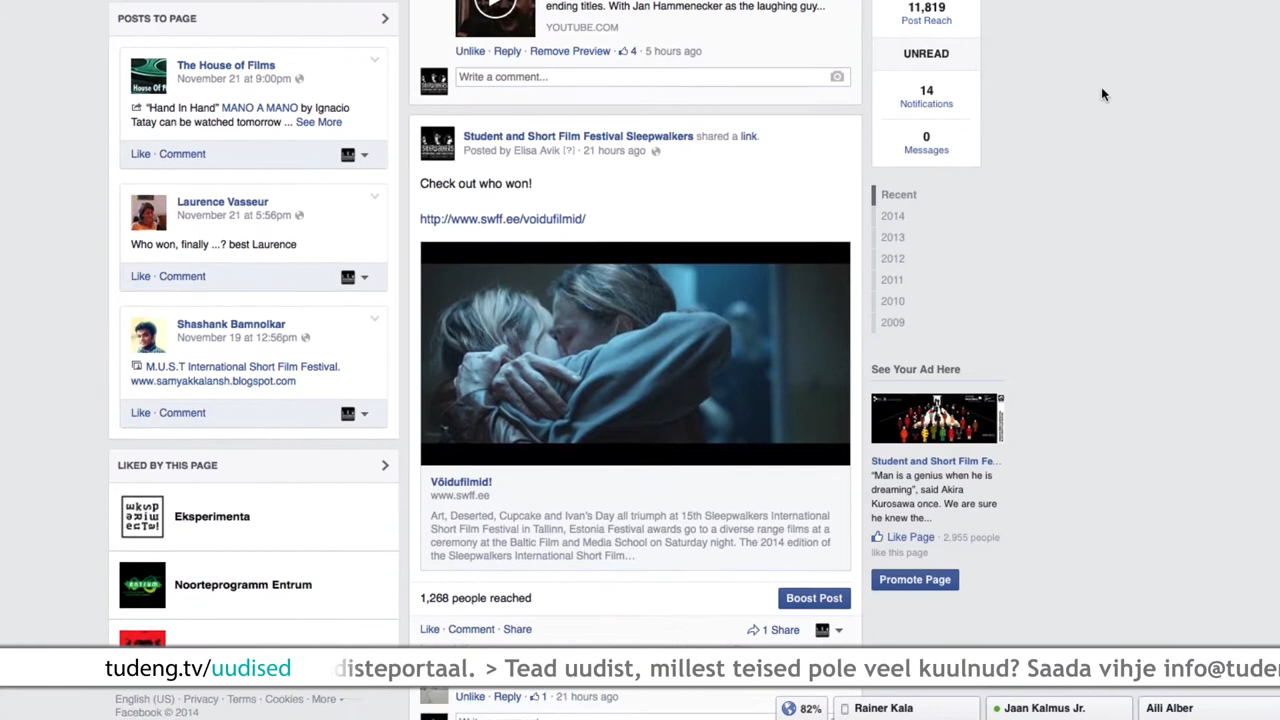 POSTS TO PAGE
The House of Films
November 21 at 9:00pm
"Hand In Hand" MANO A MANO by Ignacio
Tatay can be watched tomorrow ... See More
Like · Comment
Laurence Vasseur
November 21 at 5:56pm
Who won, finally ...? best Laurence
Like · Comment
Shashank Bamnolkar
November 19 at 12:56pm
M.U.S.T International Short Film Festival.
www.samyakkalansh.blogspot.com
Like · Comment
LIKED BY THIS PAGE
Eksperimenta
Noorteprogramm Entrum
English (US) · Privacy · Terms · Cookies · More
Facebook © 2014
ending titles. With Jan Hammenecker as the laughing guy...
YOUTUBE.COM
Unlike · Reply · Remove Preview · 4 · 5 hours ago
Write a comment...
Student and Short Film Festival Sleepwalkers shared a link.
Posted by Elisa Avik [?] · 21 hours ago
Check out who won!
http://www.swff.ee/voidufilmid/
Võidufilmid!
www.swff.ee
Art, Deserted, Cupcake and Ivan's Day all triumph at 15th Sleepwalkers International
Short Film Festival in Tallinn, Estonia Festival awards go to a diverse range films at a
ceremony at the Baltic Film and Media School on Saturday night. The 2014 edition of
the Sleepwalkers International Short Film...
1,268 people reached
Boost Post
Like · Comment · Share
1 Share
Unlike · Reply · 1 · 21 hours ago
11,819
Post Reach
UNREAD
14
Notifications
0
Messages
Recent
2014
2013
2012
2011
2010
2009
See Your Ad Here
Student and Short Film Fe...
"Man is a genius when he is
dreaming", said Akira
Kurosawa once. We are sure
he knew the...
Like Page · 2,955 people
like this page
Promote Page
tudeng.tv/uudised
disteportaal. > Tead uudist, millest teised pole veel kuulnud? Saada vihje info@tuden
82%
Rainer Kala
Jaan Kalmus Jr.
Aili Alber